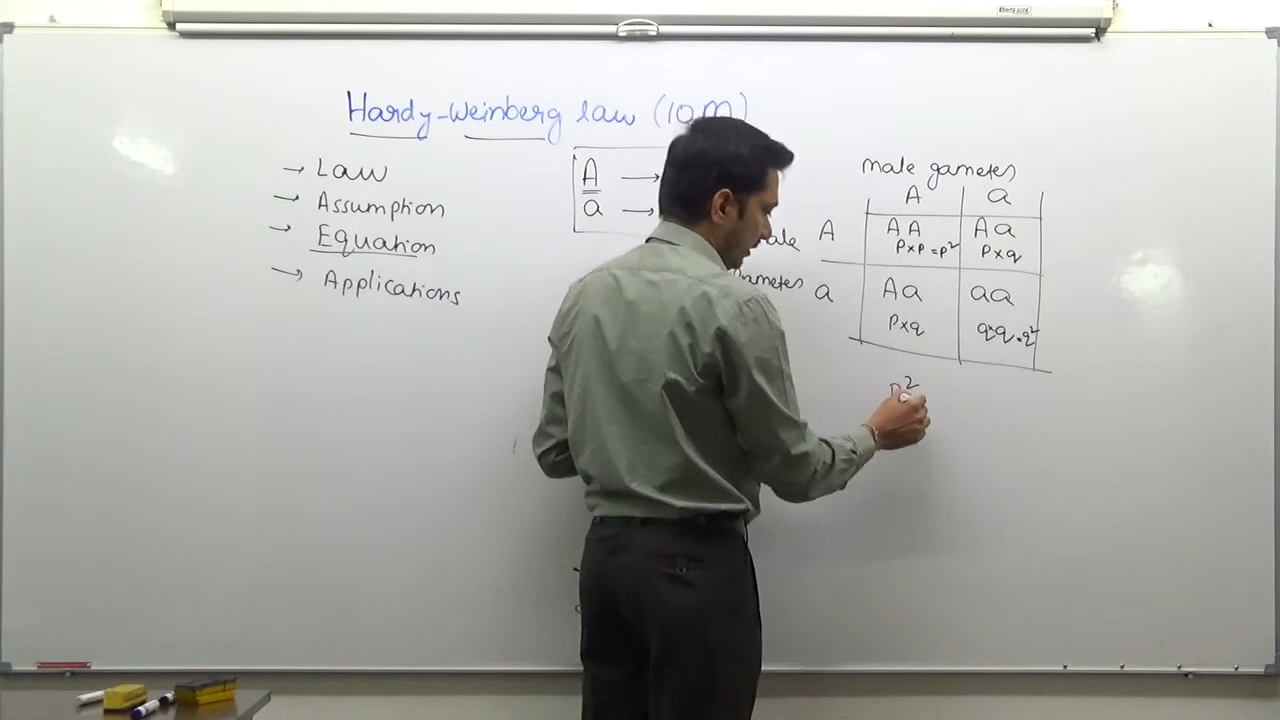 Hardy-Weinberg law (10M)
→ Law
→ Assumption
→ Equation
→ Applications
A →
a →
male gametes
A a
A AA Aa
P×P=P² P×q
a Aa aa
P×q q×q=q²
P²